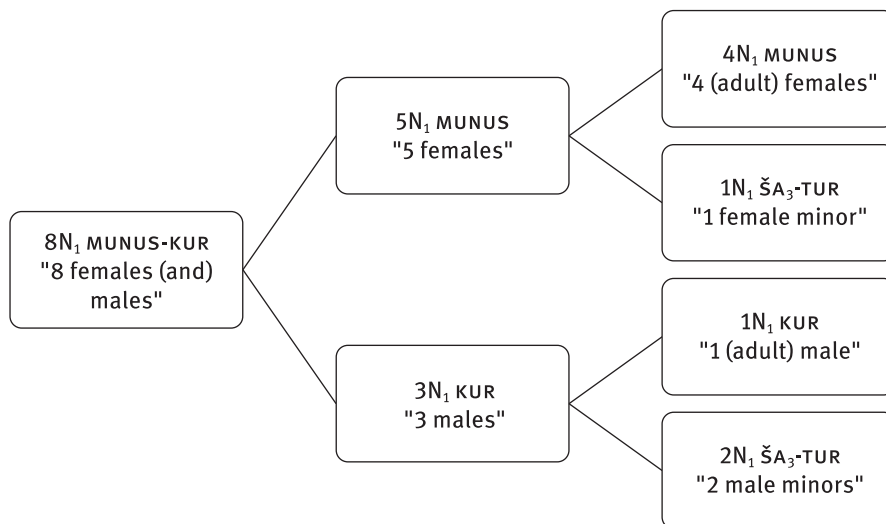 8N₁ MUNUS-KUR
"8 females (and)
males"
5N₁ MUNUS
"5 females"
3N₁ KUR
"3 males"
4N₁ MUNUS
"4 (adult) females"
1N₁ ŠA₃-TUR
"1 female minor"
1N₁ KUR
"1 (adult) male"
2N₁ ŠA₃-TUR
"2 male minors"